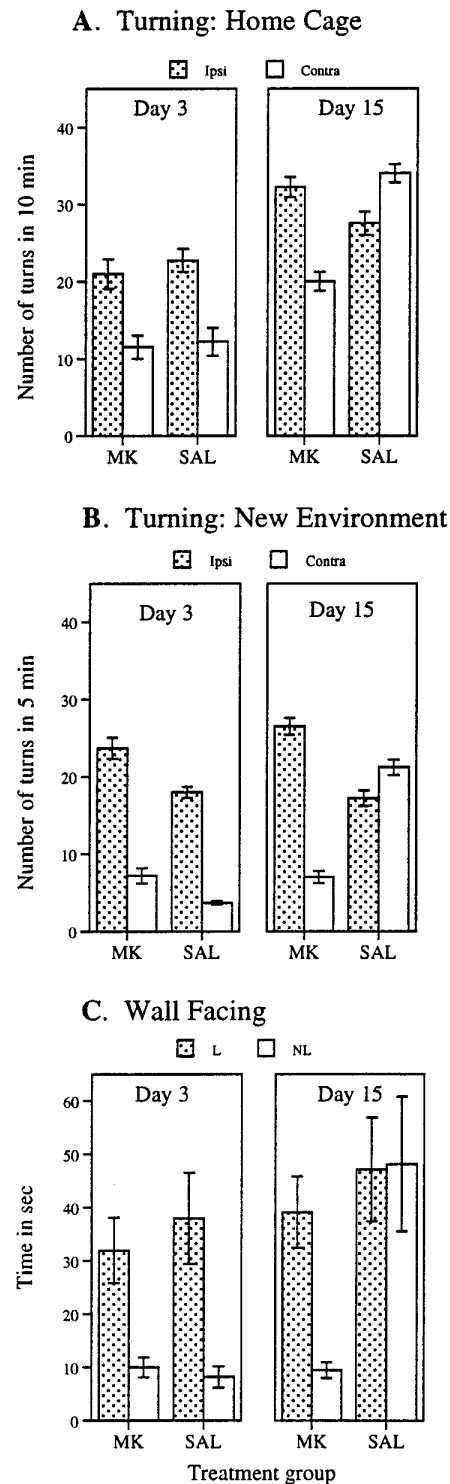 A. Turning: Home Cage
Ipsi Contra
Day 3 Day 15
Number of turns in 10 min
40
30
20
10
0
MK SAL MK SAL
B. Turning: New Environment
Ipsi Contra
Day 3 Day 15
Number of turns in 5 min
40
30
20
10
0
MK SAL MK SAL
C. Wall Facing
L NL
Day 3 Day 15
Time in sec
60
50
40
30
20
10
0
MK SAL MK SAL
Treatment group